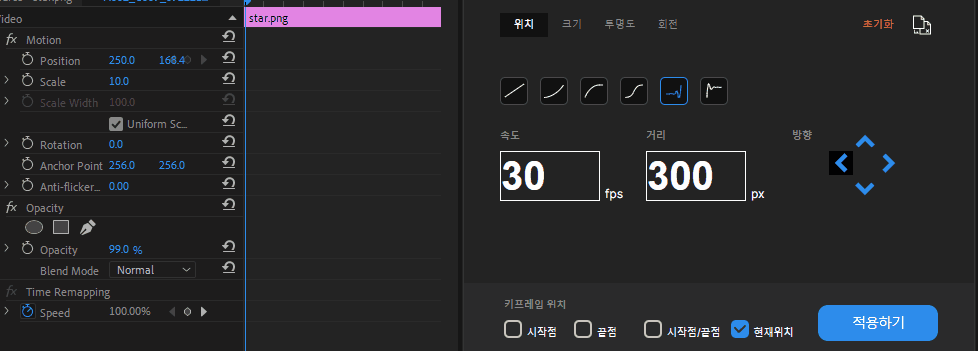 Video
star.png
fx Motion
Position 250.0 168.4
Scale 10.0
Scale Width 100.0
Uniform Sc...
Rotation 0.0
Anchor Point 256.0 256.0
Anti-flicker... 0.00
fx Opacity
Opacity 99.0 %
Blend Mode Normal
fx Time Remapping
Speed 100.00%
위치 크기 투명도 회전 초기화
속도 거리 방향
30 fps 300 px
키프레임 위치
시작점 끝점 시작점/끝점 현재위치
적용하기